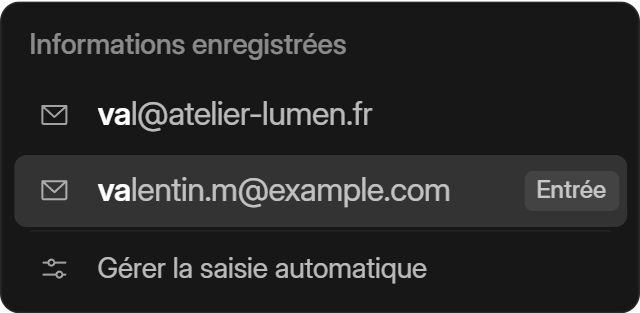 Informations enregistrées
val@atelier-lumen.fr
valentin.m@example.com Entrée
Gérer la saisie automatique